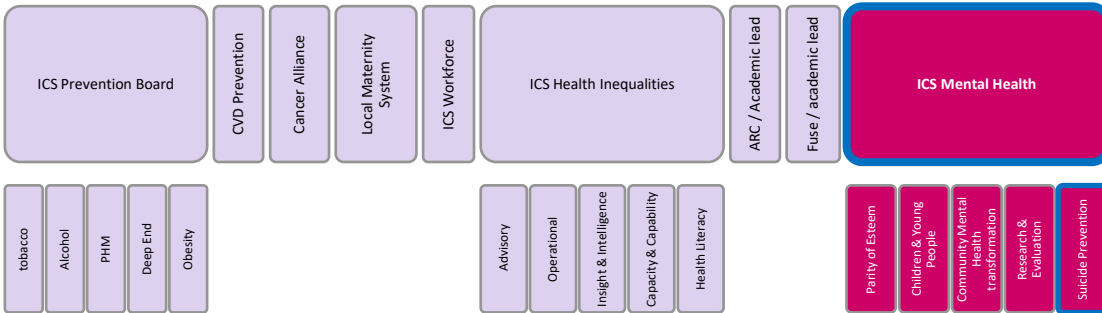 ICS Prevention Board
CVD Prevention
Cancer Alliance
Local Maternity
System
ICS Workforce
ICS Health Inequalities
ARC / Academic lead
Fuse / academic lead
ICS Mental Health
tobacco
Alcohol
PHM
Deep End
Obesity
Advisory
Operational
Insight & Intelligence
Capacity & Capability
Health Literacy
Parity of Esteem
Children & Young
People
Community Mental
Health
transformation
Research &
Evaluation
Suicide Prevention